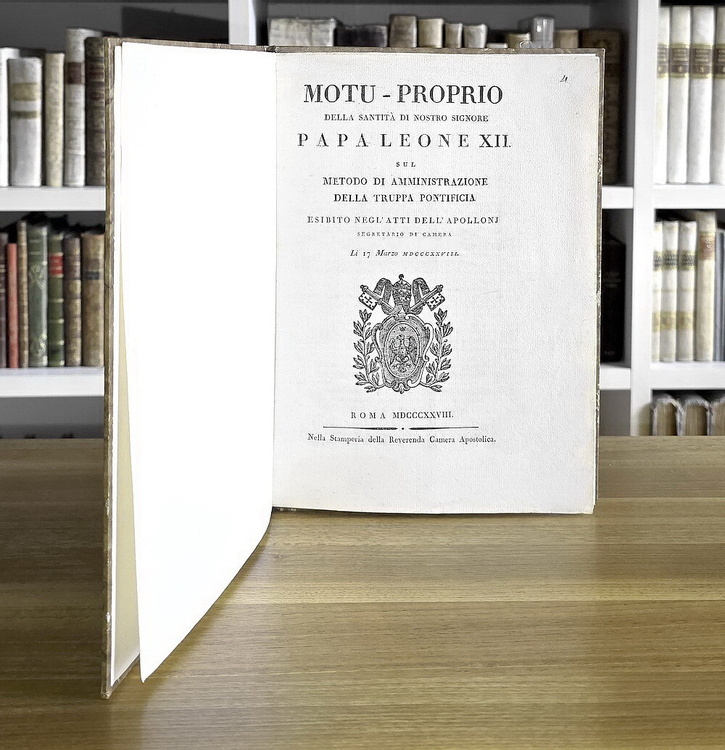 MOTU - PROPRIO
DELLA SANTITÀ DI NOSTRO SIGNORE
PAPA LEONE XII.
SUL
METODO DI AMMINISTRAZIONE
DELLA TRUPPA PONTIFICIA
ESIBITO NEGL'ATTI DELL'APOLLONJ
SEGRETARIO DI CAMERA
Li 17 Marzo MDCCCXXVIII.
ROMA MDCCCXXVIII.
Nella Stamperia della Reverenda Camera Apostolica.